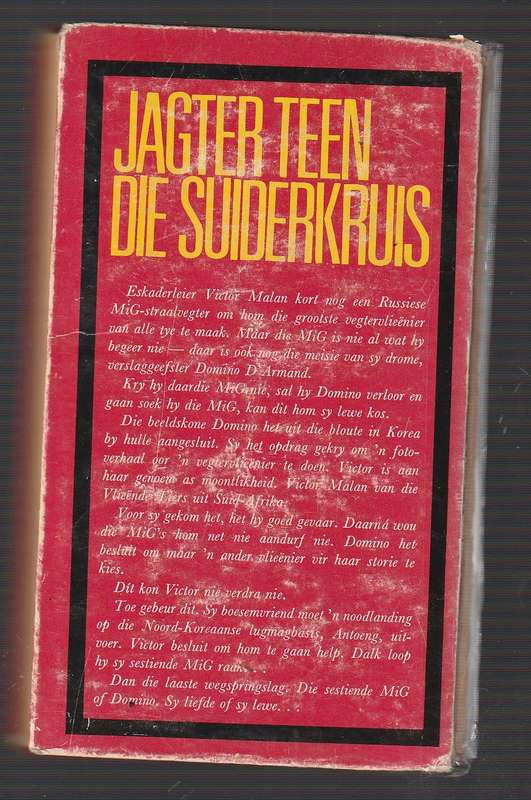 JAGTER TEEN
DIE SUIDERKRUIS
Eskaderleier Victor Malan kort nog een Russiese
MiG-straalvegter om hom die grootste vegtervlieënier
van alle tye te maak. Maar die MiG is nie al wat hy
begeer nie — daar is ook nog die meisie van sy drome,
verslaggeefster Domino D'Armand.
Kry hy daardie MiG nie, sal hy Domino verloor en
gaan soek hy die MiG, kan dit hom sy lewe kos.
Die beeldskone Domino het uit die bloute in Korea
by hulle aangesluit. Sy het opdrag gekry om 'n foto-
verhaal oor 'n vegtervlieënier te doen. Victor is aan
haar genoem as moontlikheid. Victor Malan van die
Vlieënde Tiers uit Suid-Afrika.
Voor sy gekom het, het hy goed gevaar. Daarná wou
die MiG's hom net nie aandurf nie. Domino het
besluit om maar 'n ander vlieënier vir haar storie te
kies.
Dít kon Victor nie verdra nie.
Toe gebeur dit. Sy boesemvriend moet 'n noodlanding
op die Noord-Koreaanse lugmagbasis, Antoeng, uit-
voer. Victor besluit om hom te gaan help. Dalk loop
hy sy sestiende MiG raak. . .
Dan die laaste wegspringslag. Die sestiende MiG
of Domino. Sy liefde of sy lewe. . .